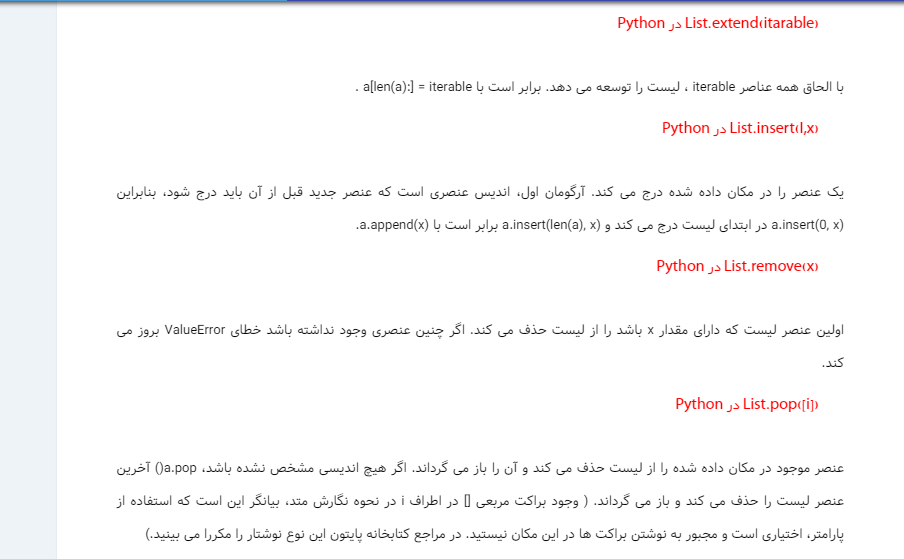 List.extend(itarable) در Python
با الحاق همه عناصر iterable ، لیست را توسعه می دهد. برابر است با a[len(a):] = iterable .
List.insert(I,x) در Python
یک عنصر را در مکان داده شده درج می کند. آرگومان اول، اندیس عنصری است که عنصر جدید قبل از آن باید درج شود، بنابراین
a.insert(0, x) در ابتدای لیست درج می کند و a.insert(len(a), x) برابر است با a.append(x).
List.remove(x) در Python
اولین عنصر لیست که دارای مقدار x باشد را از لیست حذف می کند. اگر چنین عنصری وجود نداشته باشد خطای ValueError بروز می
کند.
List.pop([i]) در Python
عنصر موجود در مکان داده شده را از لیست حذف می کند و آن را باز می گرداند. اگر هیچ اندیسی مشخص نشده باشد، a.pop() آخرین
عنصر لیست را حذف می کند و باز می گرداند. ( وجود براکت مربعی [] در اطراف i در نحوه نگارش متد، بیانگر این است که استفاده از
پارامتر، اختیاری است و مجبور به نوشتن براکت ها در این مکان نیستید. در مراجع کتابخانه پایتون این نوع نوشتار را مکررا می بینید.)